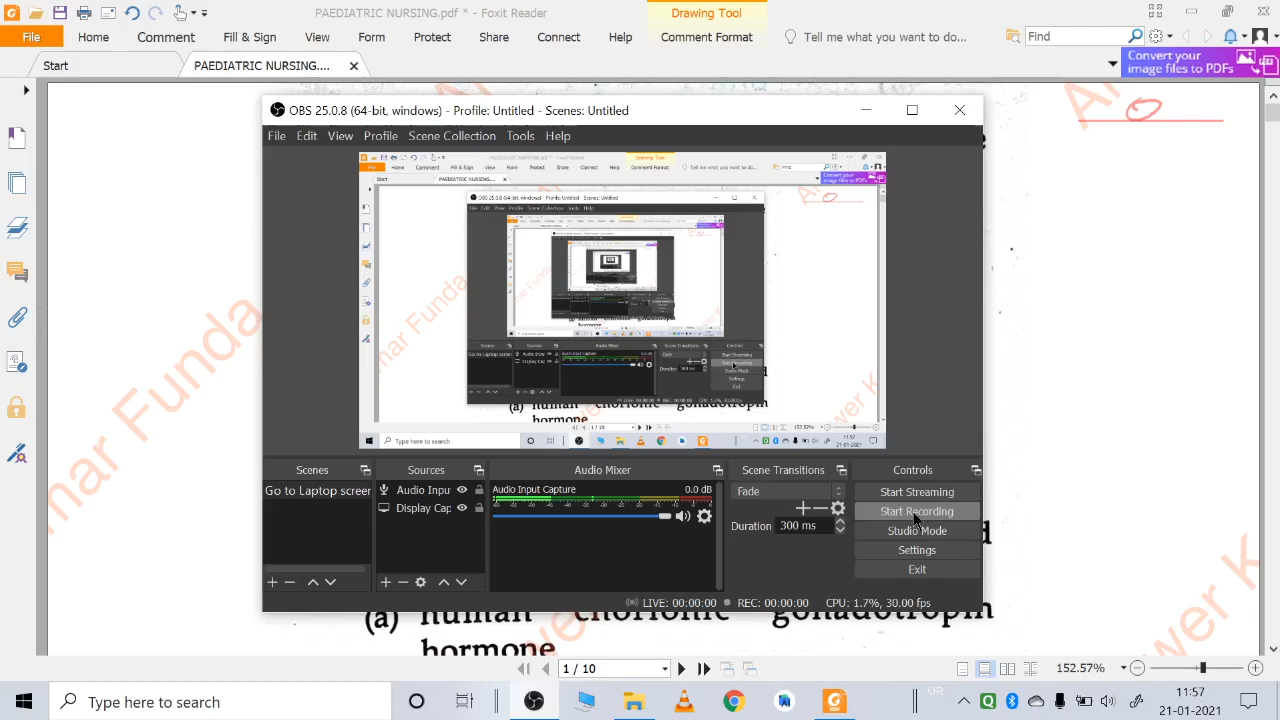 PAEDIATRIC NURSING.pdf * - Foxit Reader
Drawing Tool
File Home Comment Fill & Sign View Form Protect Share Connect Help Comment Format Tell me what you want to do... Find
Start PAEDIATRIC NURSING....
Convert your
image files to PDFs
OBS 25.0.8 (64-bit, windows) - Profile: Untitled - Scenes: Untitled
File Edit View Profile Scene Collection Tools Help
Scenes Sources Audio Mixer Scene Transitions Controls
Go to Laptop screen
Audio Inpu
Display Cap
Audio Input Capture 0.0 dB
Fade
Duration 300 ms
Start Streaming
Start Recording
Studio Mode
Settings
Exit
LIVE: 00:00:00 REC: 00:00:00 CPU: 1.7%, 30.00 fps
(a) human chorionic gonadotropin
hormone
1 / 10
152.57%
Type here to search
11:57
21-01-2021